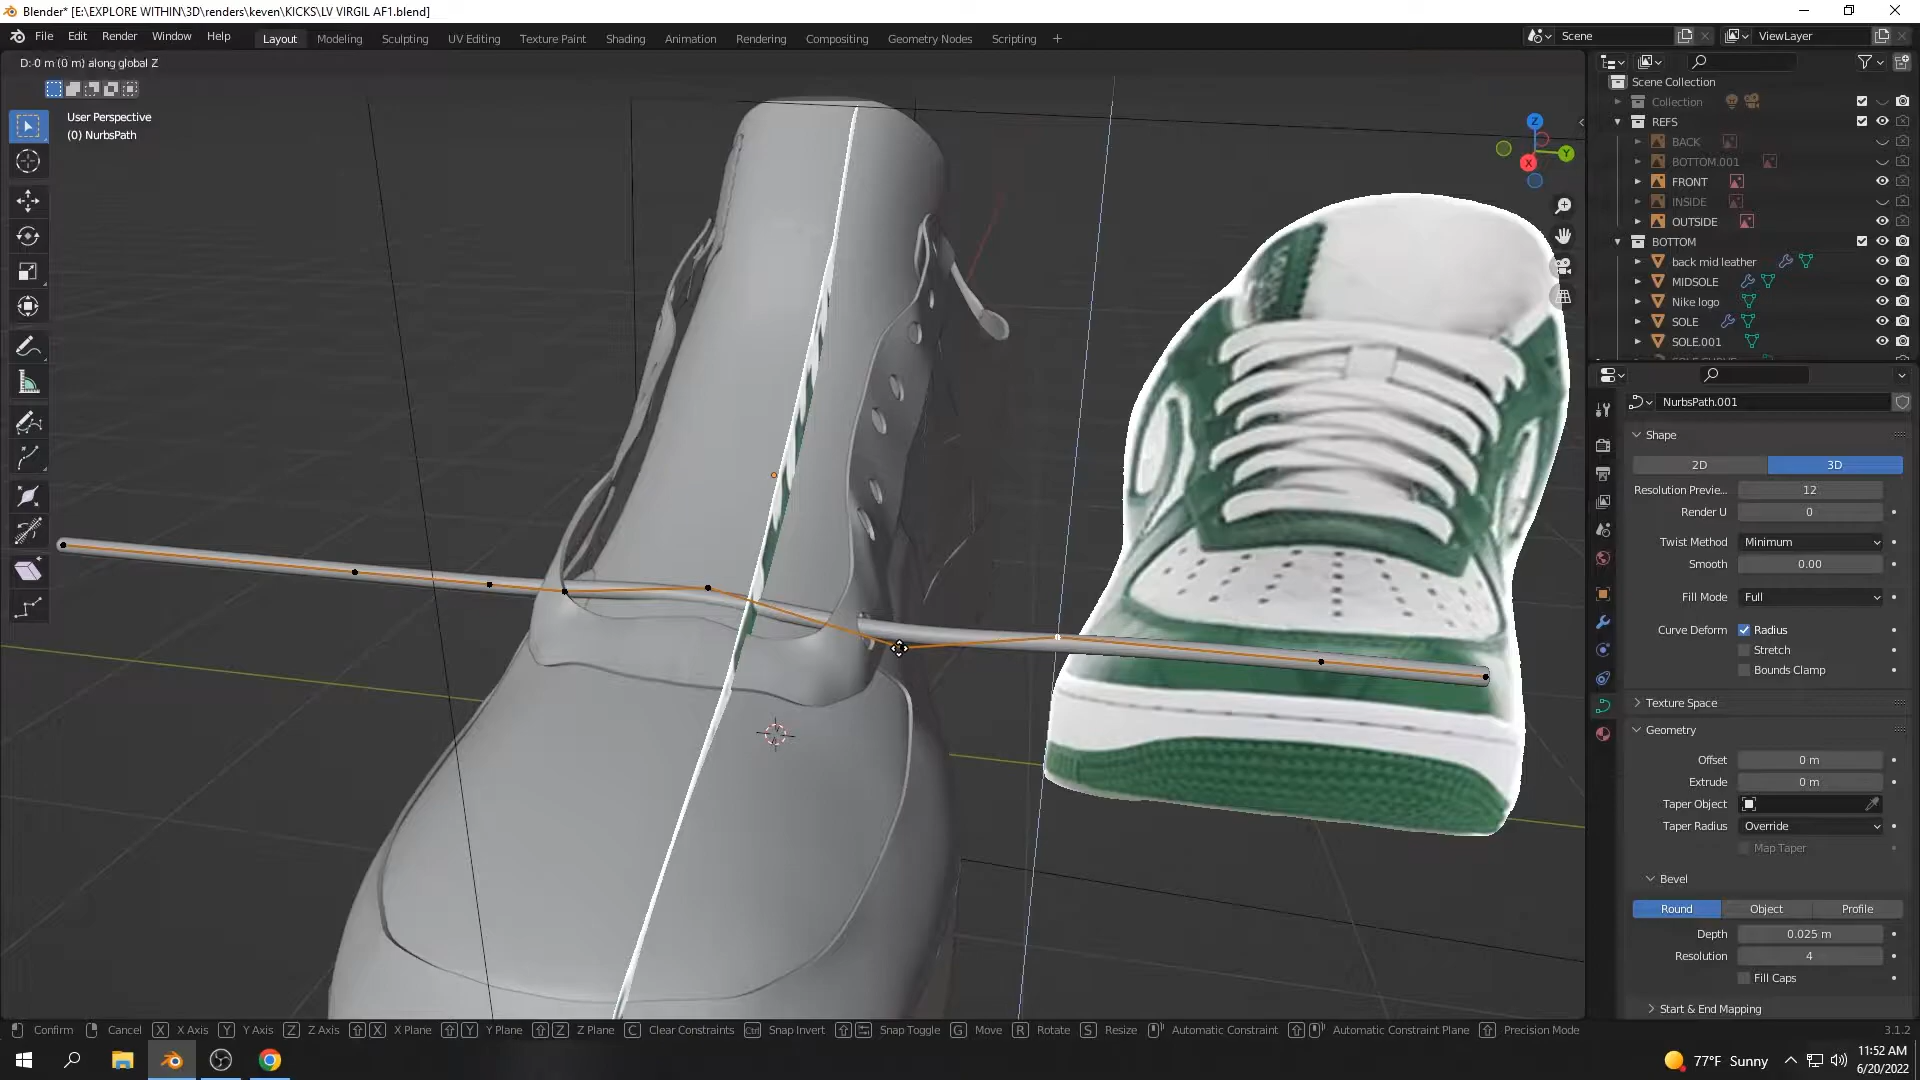 Blender* [E:\EXPLORE WITHIN\3D\renders\keven\KICKS\LV VIRGIL AF1.blend]
File Edit Render Window Help Layout Modeling Sculpting UV Editing Texture Paint Shading Animation Rendering Compositing Geometry Nodes Scripting + Scene ViewLayer
D:-0 m (0 m) along global Z
User Perspective
(0) NurbsPath
Z
Y
X
Scene Collection
Collection
REFS
BACK
BOTTOM.001
FRONT
INSIDE
OUTSIDE
BOTTOM
back mid leather
MIDSOLE
Nike logo
SOLE
SOLE.001
NurbsPath.001
Shape
2D 3D
Resolution Previe... 12
Render U 0
Twist Method Minimum
Smooth 0.00
Fill Mode Full
Curve Deform Radius
Stretch
Bounds Clamp
Texture Space
Geometry
Offset 0 m
Extrude 0 m
Taper Object
Taper Radius Override
Map Taper
Bevel
Round Object Profile
Depth 0.025 m
Resolution 4
Fill Caps
Start & End Mapping
Confirm Cancel X X Axis Y Y Axis Z Z Axis X X Plane Y Y Plane Z Z Plane C Clear Constraints Ctrl Snap Invert Snap Toggle G Move R Rotate S Resize Automatic Constraint Automatic Constraint Plane Precision Mode 3.1.2
77°F Sunny
11:52 AM
6/20/2022